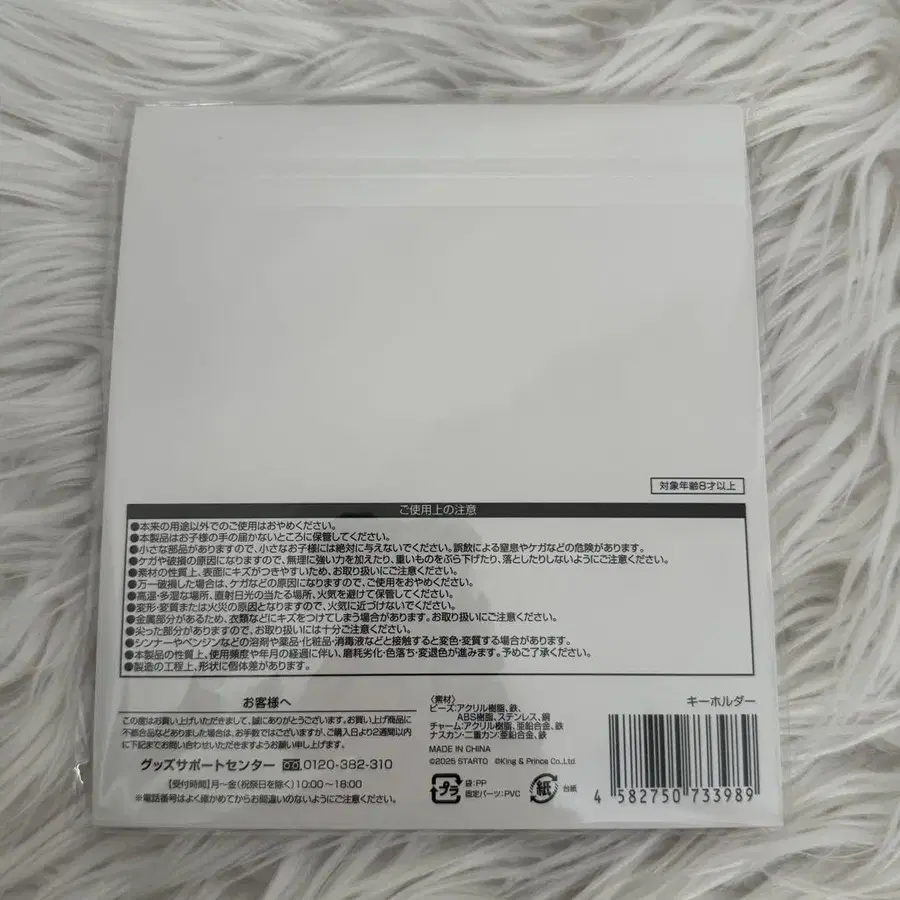 対象年齢8才以上
ご使用上の注意
●本来の用途以外でのご使用はおやめください。
●本製品はお子様の手の届かないところに保管してください。
●小さな部品がありますので、小さなお子様には絶対に与えないでください。誤飲による窒息やケガなどの危険があります。
●ケガや破損の原因になりますので、無理に強い力を加えたり、重いものをぶら下げたり、落としたりしないようにご注意ください。
●素材の性質上、表面にキズがつきやすいため、お取り扱いにご注意ください。
●万一破損した場合は、ケガなどの原因になりますので、ご使用をおやめください。
●高温・多湿な場所、直射日光の当たる場所、火気を避けて保管してください。
●変形・変質または火災の原因となりますので、火気に近づけないでください。
●金属部分があるため、衣類などにキズをつけてしまう場合があります。お取り扱いにご注意ください。
●尖った部分がありますので、お取り扱いには十分ご注意ください。
●シンナーやベンジンなどの溶剤や薬品・化粧品・消毒液などと接触すると変色・変質する場合があります。
●本製品の性質上、使用頻度や年月の経過に伴い、磨耗劣化・色落ち・変退色が進みます。予めご了承ください。
●製造の工程上、形状に個体差があります。
お客様へ
この度はお買い上げいただきまして、誠にありがとうございます。お買い上げ商品に
不都合品などありました場合は、お手数ではございますが、ご購入日より2週間以内
に下記までお問い合わせいただきますようお願い申し上げます。
グッズサポートセンター 0120-382-310
【受付時間】月〜金(祝祭日を除く)10:00〜18:00
※電話番号はよく確かめてからお間違いのないようにご注意ください。
〈素材〉
ビーズ:アクリル樹脂、鉄、
ABS樹脂、ステンレス、銅
チャーム:アクリル樹脂、亜鉛合金、鉄
ナスカン・二重カン:亜鉛合金、鉄
MADE IN CHINA
©2025 STARTO ©King & Prince Co.,Ltd.
プラ
袋:PP
固定パーツ:PVC
紙
台紙
キーホルダー
4 582750 733989